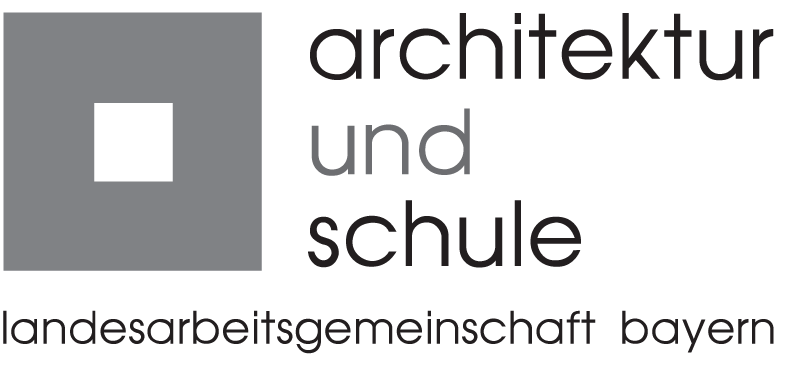 architektur
und
schule
landesarbeitsgemeinschaft bayern